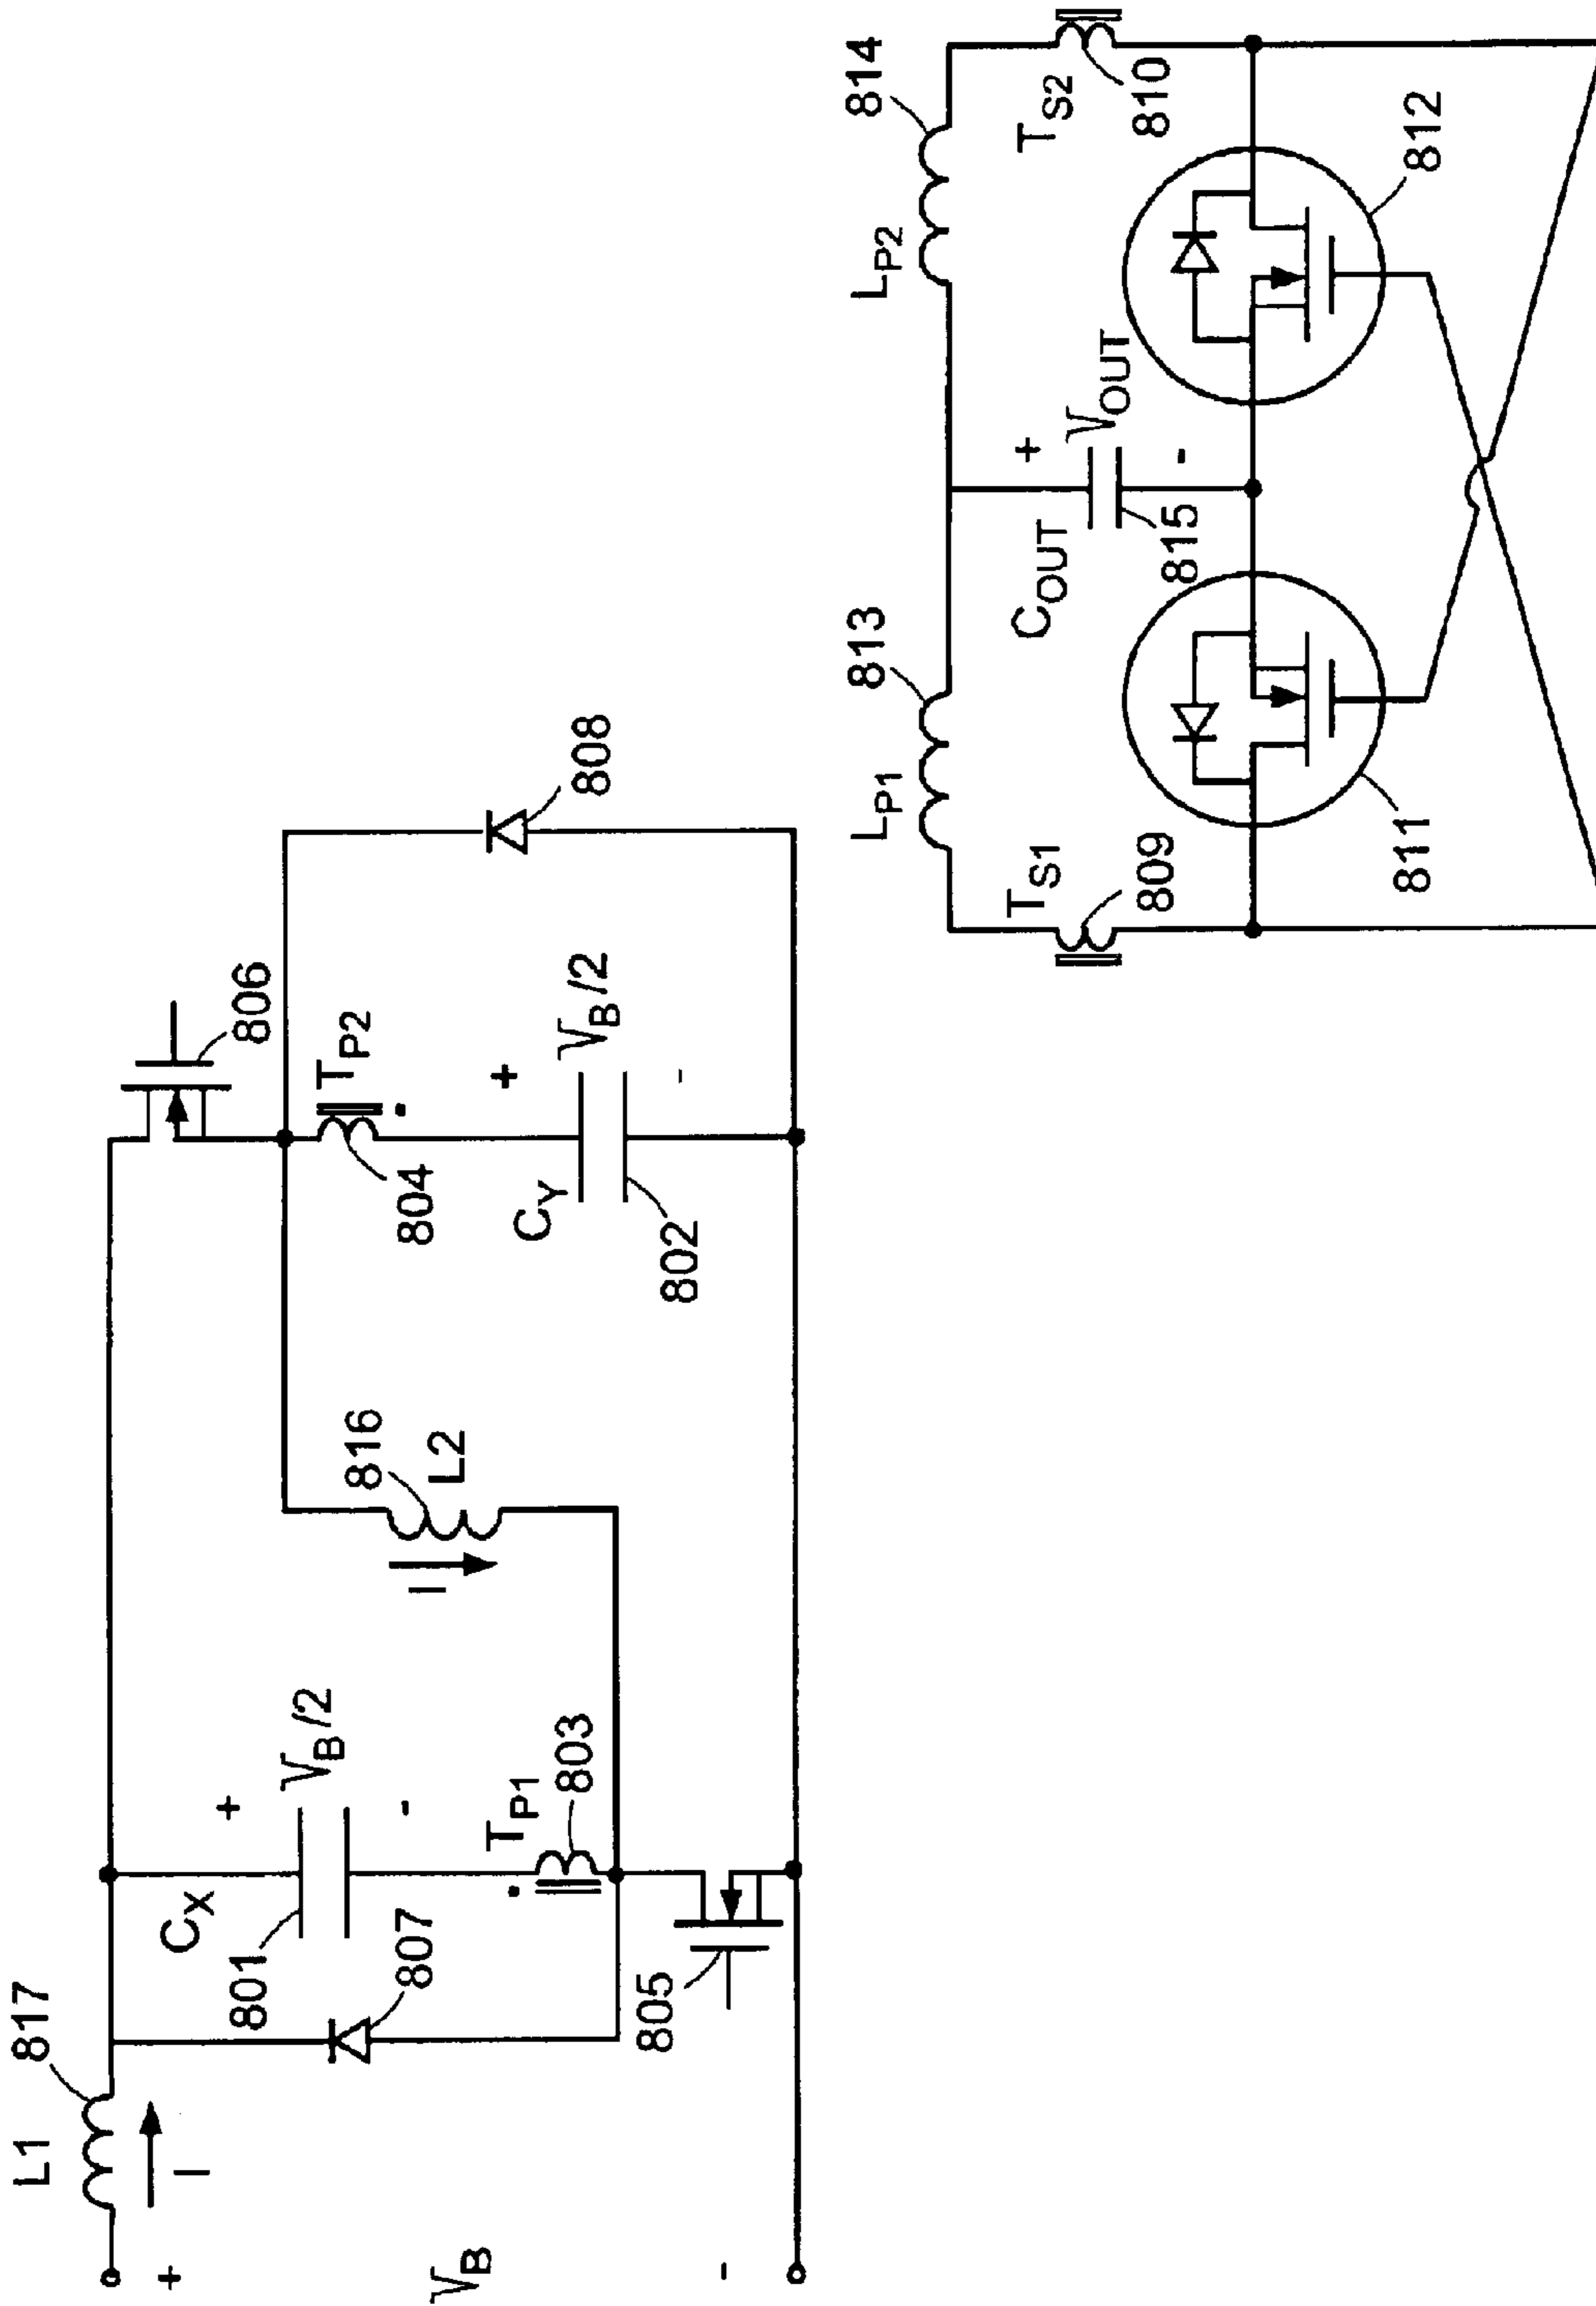 L1
817
I
+
V_B
-
C_X
801
+
V_B/2
-
807
T_P1
803
805
816
L2
I
806
T_P2
804
C_Y
802
+
V_B/2
-
808
L_P1
813
T_S1
809
811
C_OUT
815
+
V_OUT
-
L_P2
814
T_S2
810
812